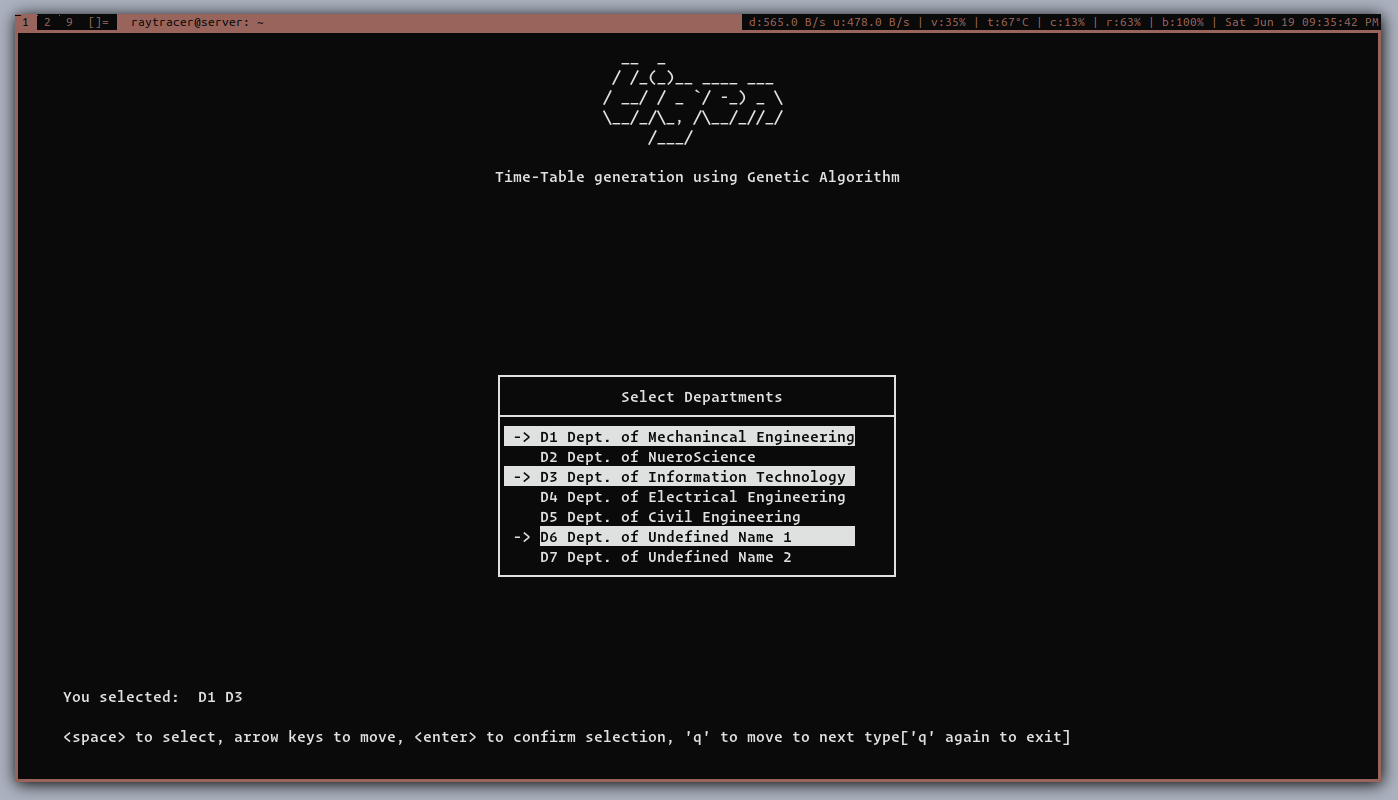 1 2 9 []= raytracer@server: ~ d:565.0 B/s u:478.0 B/s | v:35% | t:67°C | c:13% | r:63% | b:100% | Sat Jun 19 09:35:42 PM
   __  _
  / /_(_)__ ____ ___
 / __/ / _ `/ -_) _ \
 \__/_/\_, /\__/_//_/
      /___/
Time-Table generation using Genetic Algorithm
Select Departments
-> D1 Dept. of Mechanincal Engineering
D2 Dept. of NueroScience
-> D3 Dept. of Information Technology
D4 Dept. of Electrical Engineering
D5 Dept. of Civil Engineering
-> D6 Dept. of Undefined Name 1
D7 Dept. of Undefined Name 2
You selected:  D1 D3
<space> to select, arrow keys to move, <enter> to confirm selection, 'q' to move to next type['q' again to exit]